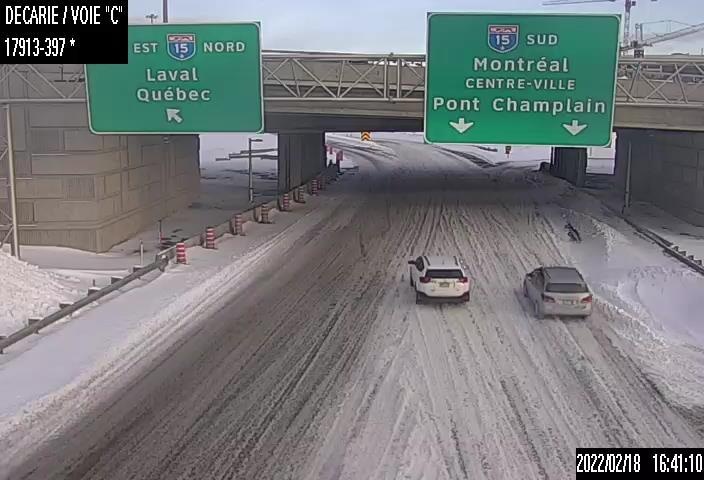 DECARIE / VOIE "C"
17913-397 *
EST 15 NORD
Laval
Québec
15 SUD
Montréal
CENTRE-VILLE
Pont Champlain
2022/02/18 16:41:10